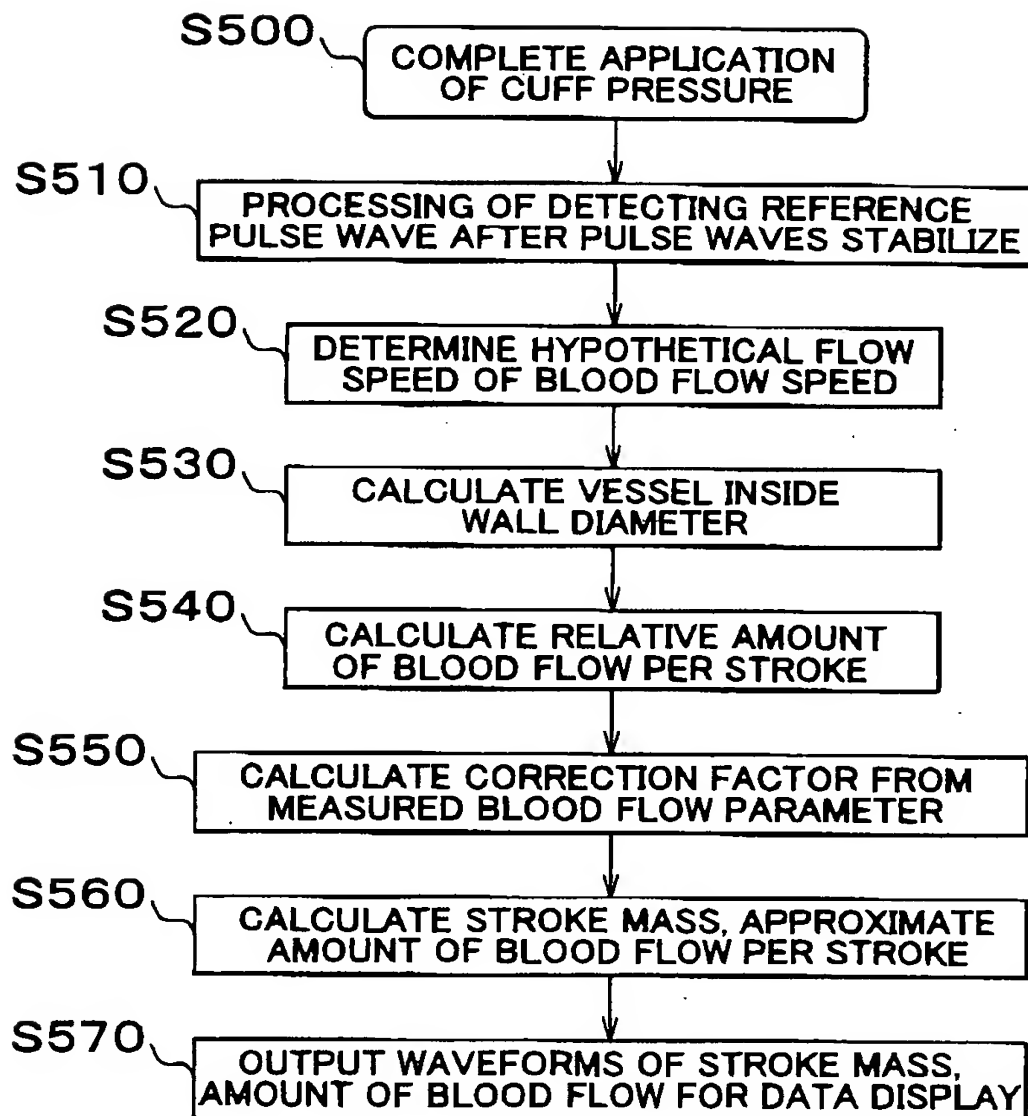 S500
COMPLETE APPLICATION
OF CUFF PRESSURE
S510
PROCESSING OF DETECTING REFERENCE
PULSE WAVE AFTER PULSE WAVES STABILIZE
S520
DETERMINE HYPOTHETICAL FLOW
SPEED OF BLOOD FLOW SPEED
S530
CALCULATE VESSEL INSIDE
WALL DIAMETER
S540
CALCULATE RELATIVE AMOUNT
OF BLOOD FLOW PER STROKE
S550
CALCULATE CORRECTION FACTOR FROM
MEASURED BLOOD FLOW PARAMETER
S560
CALCULATE STROKE MASS, APPROXIMATE
AMOUNT OF BLOOD FLOW PER STROKE
S570
OUTPUT WAVEFORMS OF STROKE MASS,
AMOUNT OF BLOOD FLOW FOR DATA DISPLAY